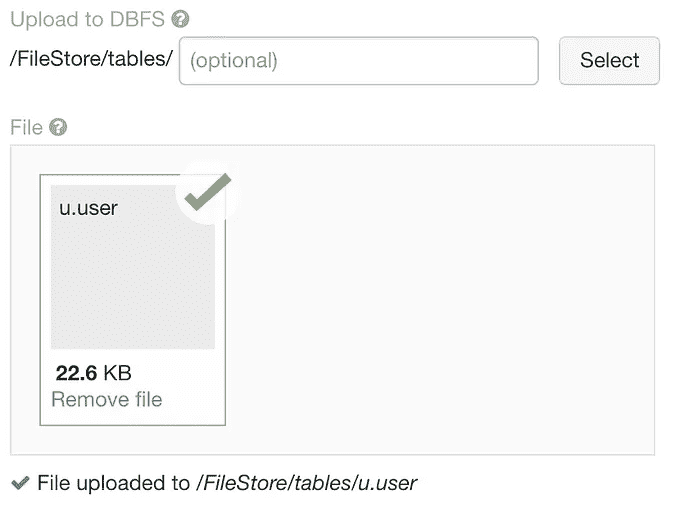 Upload to DBFS ?
/FileStore/tables/ (optional) Select
File ?
u.user
22.6 KB
Remove file
File uploaded to /FileStore/tables/u.user